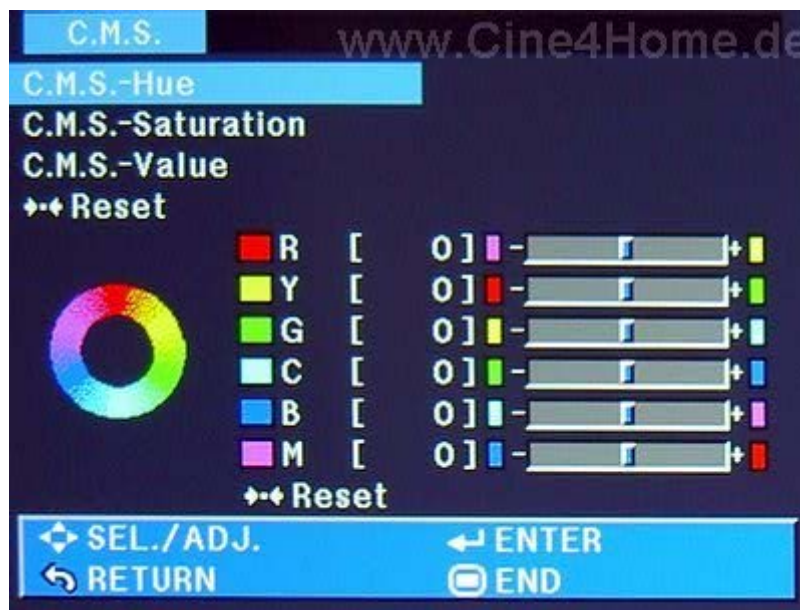 C.M.S.
www.Cine4Home.de
C.M.S.-Hue
C.M.S.-Saturation
C.M.S.-Value
Reset
R [ 0] - +
Y [ 0] - +
G [ 0] - +
C [ 0] - +
B [ 0] - +
M [ 0] - +
Reset
SEL./ADJ. ENTER
RETURN END